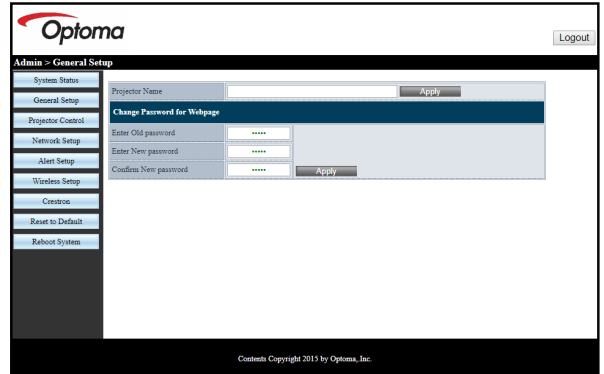 Optoma
Logout
Admin > General Setup
System Status
General Setup
Projector Control
Network Setup
Alert Setup
Wireless Setup
Crestron
Reset to Default
Reboot System
Projector Name
Apply
Change Password for Webpage
Enter Old password •••••
Enter New password •••••
Confirm New password ••••• Apply
Contents Copyright 2015 by Optoma, Inc.